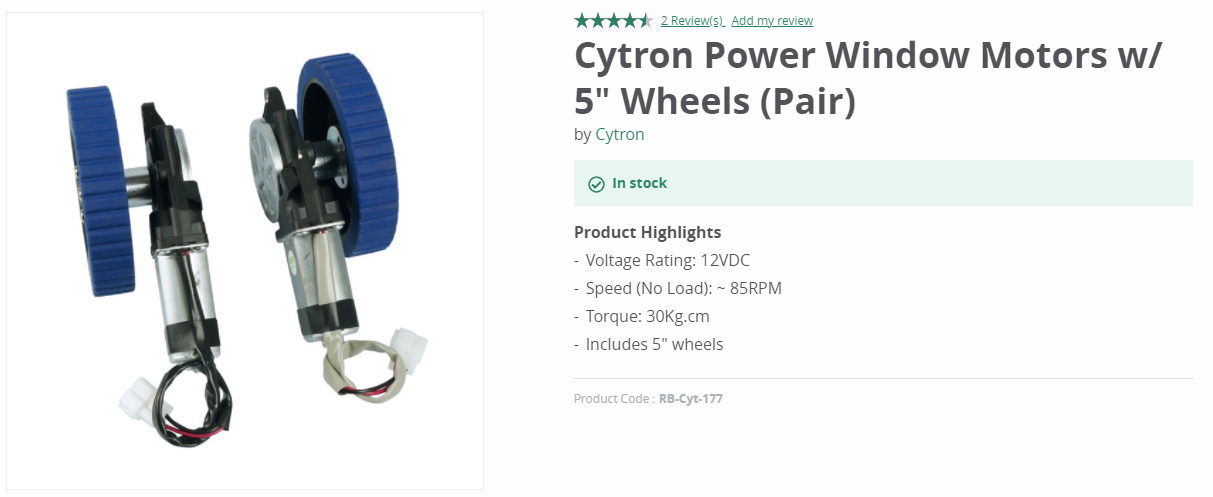 2 Review(s) Add my review
Cytron Power Window Motors w/
5" Wheels (Pair)
by Cytron
In stock
Product Highlights
- Voltage Rating: 12VDC
- Speed (No Load): ~ 85RPM
- Torque: 30Kg.cm
- Includes 5" wheels
Product Code : RB-Cyt-177